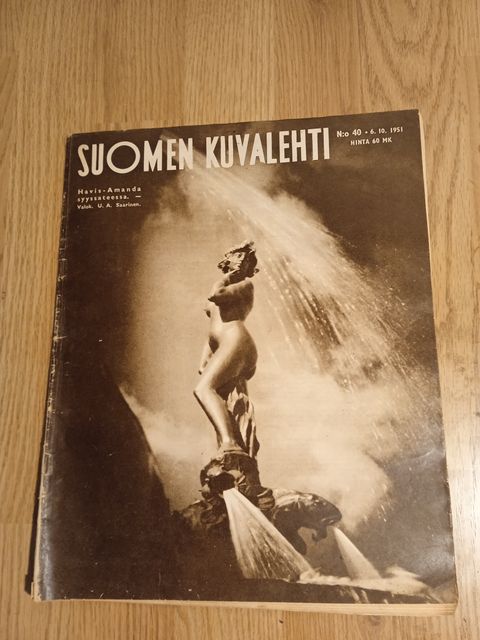 SUOMEN KUVALEHTI
N:o 40 • 6. 10. 1951
HINTA 60 MK
Havis-Amanda
syyssateessa. —
Valok. U. A. Saarinen.